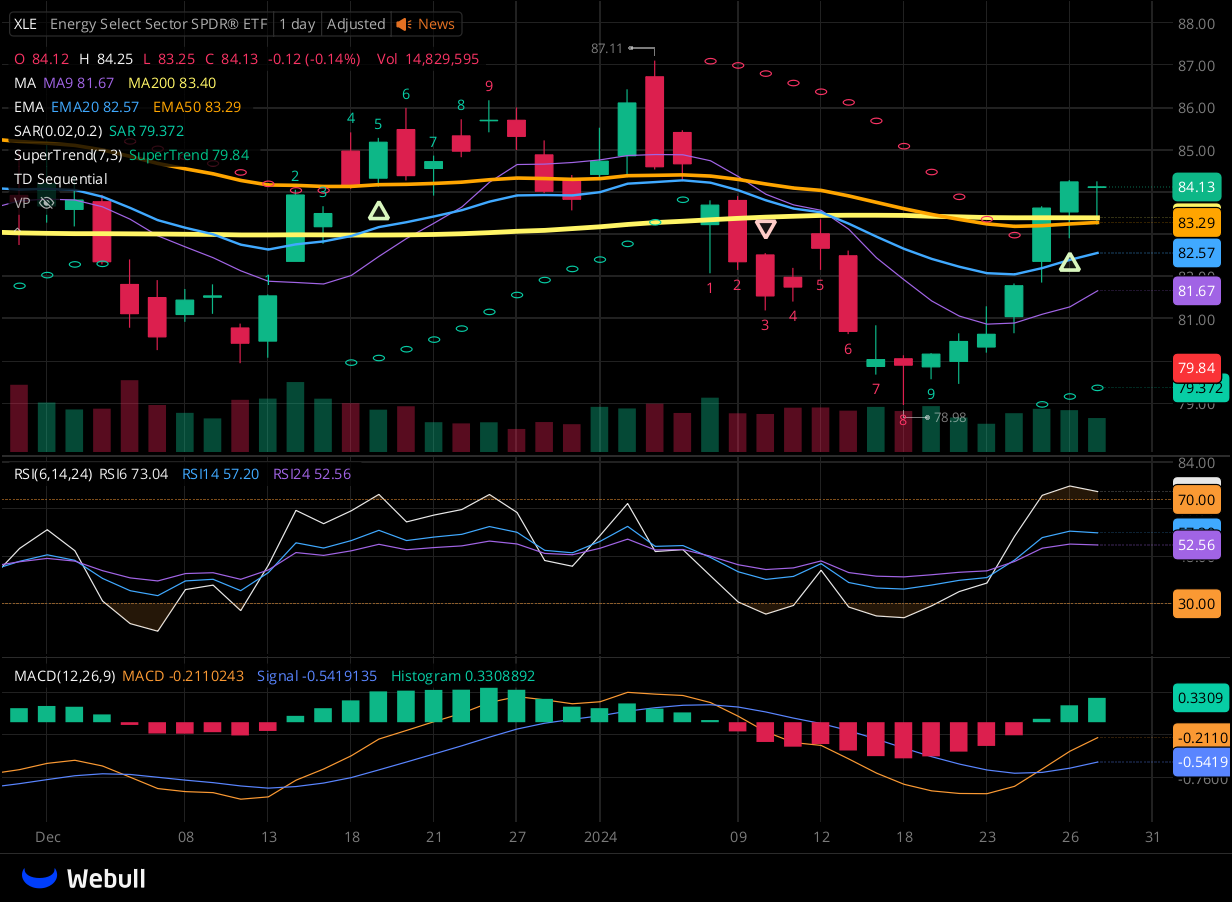 XLE Energy Select Sector SPDR® ETF 1 day Adjusted News
O 84.12 H 84.25 L 83.25 C 84.13 -0.12 (-0.14%) Vol 14,829,595
MA MA9 81.67 MA200 83.40
EMA EMA20 82.57 EMA50 83.29
SAR(0.02,0.2) SAR 79.372
SuperTrend(7,3) SuperTrend 79.84
TD Sequential
VP
87.11
1 2 3 4 5 6 7 8 9
1 2 3 4 5 6 7 8 9
78.98
88.00
87.00
86.00
85.00
84.13
83.29
82.57
82.00
81.67
81.00
79.84
79.372
79.00
RSI(6,14,24) RSI6 73.04 RSI14 57.20 RSI24 52.56
84.00
70.00
52.56
30.00
MACD(12,26,9) MACD -0.2110243 Signal -0.5419135 Histogram 0.3308892
0.3309
-0.2110
-0.5419
-0.7600
Dec 08 13 18 21 27 2024 09 12 18 23 26 31
Webull